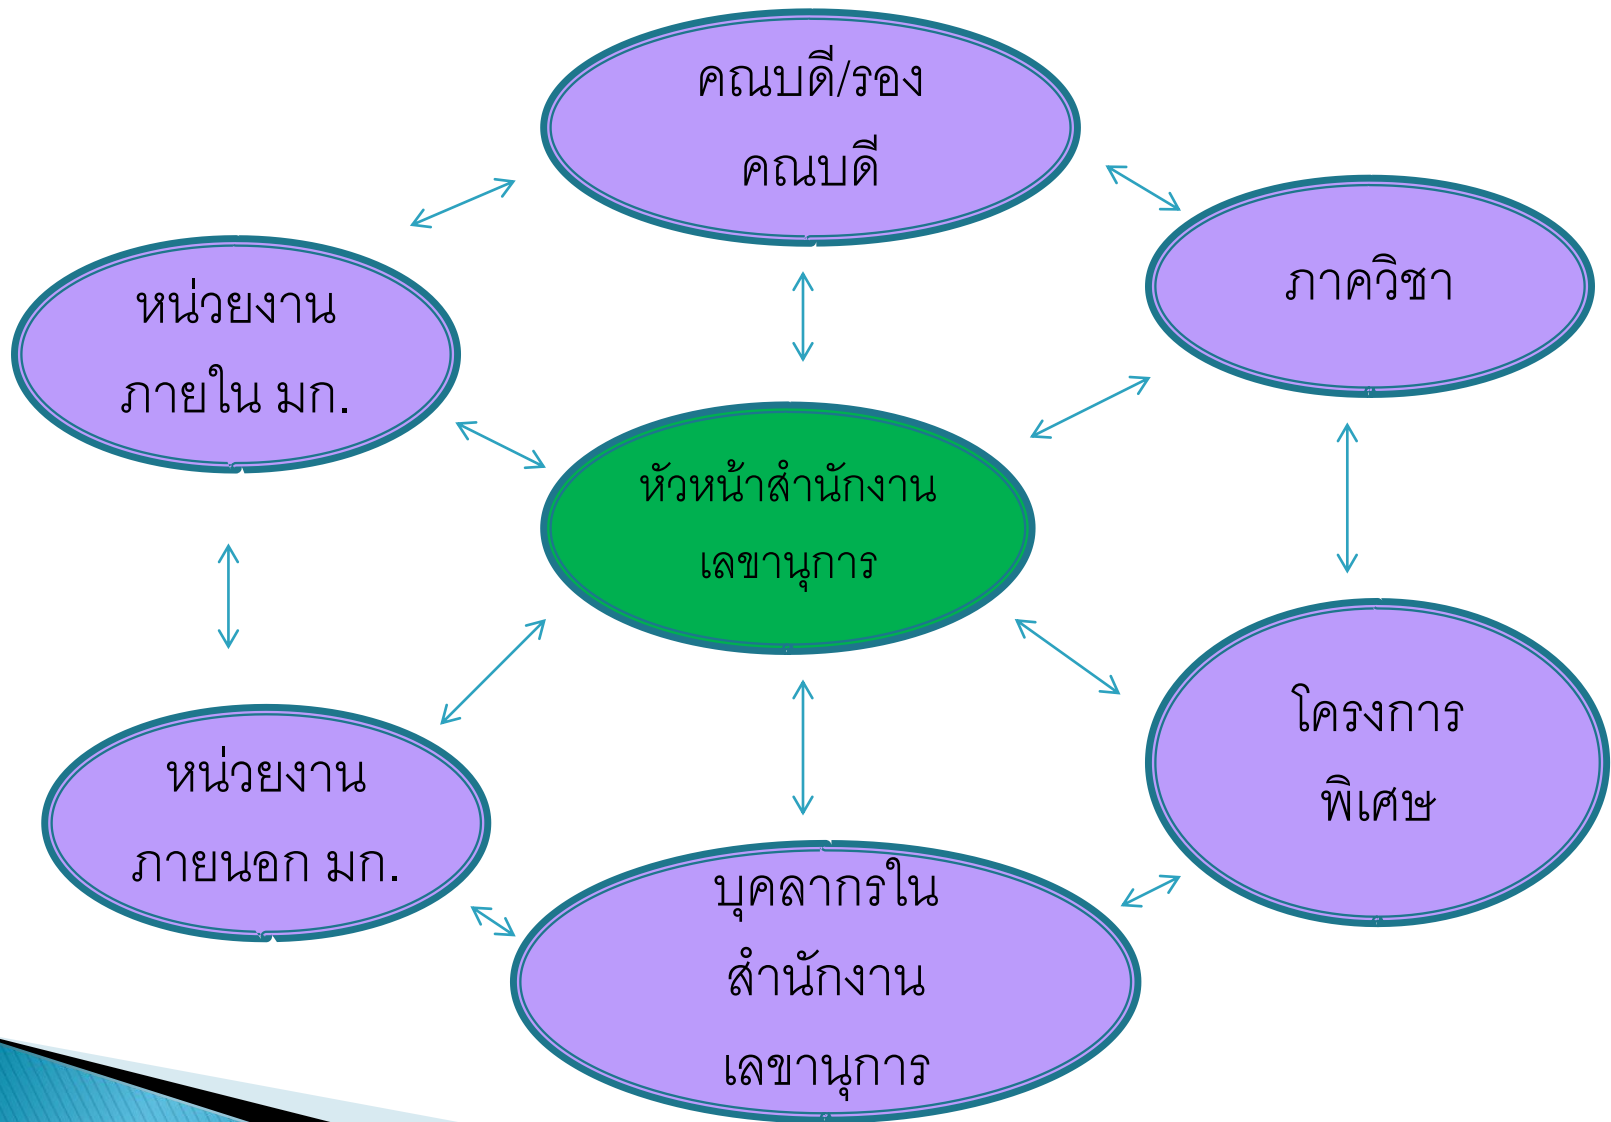 คณบดี/รอง
คณบดี
ภาควิชา
หน่วยงาน
ภายใน มก.
หัวหน้าสำนักงาน
เลขานุการ
โครงการ
พิเศษ
หน่วยงาน
ภายนอก มก.
บุคลากรใน
สำนักงาน
เลขานุการ